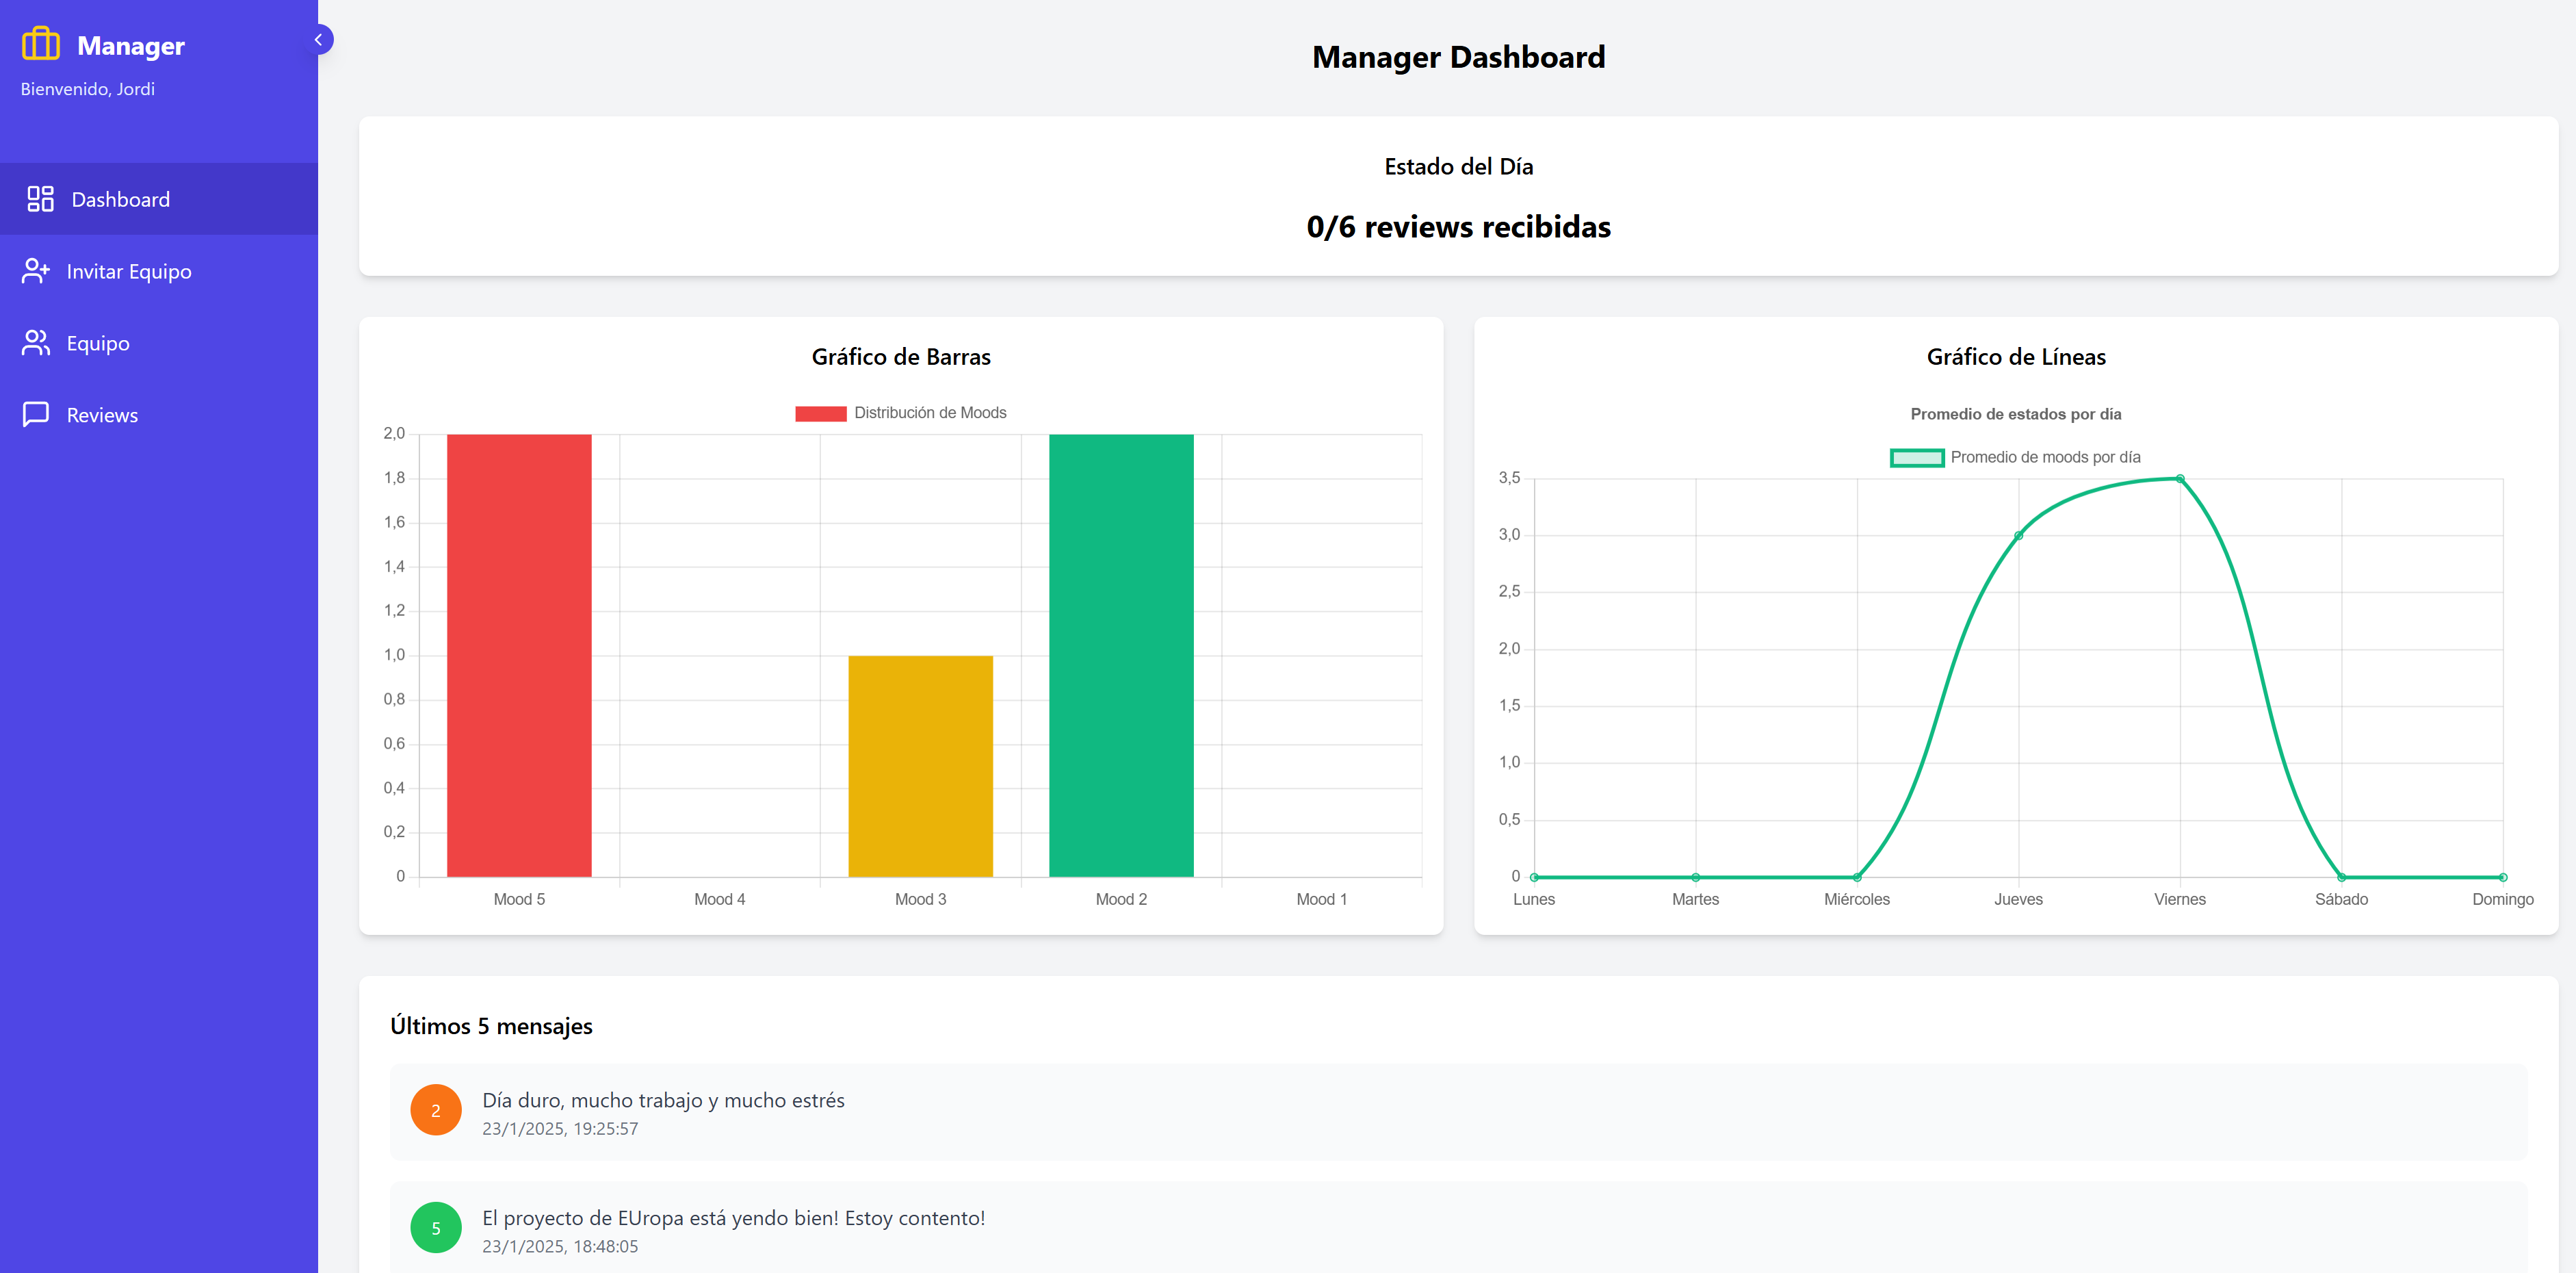 Manager
Bienvenido, Jordi
Dashboard
Invitar Equipo
Equipo
Reviews
Manager Dashboard
Estado del Día
0/6 reviews recibidas
Gráfico de Barras
Distribución de Moods
2,0
1,8
1,6
1,4
1,2
1,0
0,8
0,6
0,4
0,2
0
Mood 5 Mood 4 Mood 3 Mood 2 Mood 1
Gráfico de Líneas
Promedio de estados por día
Promedio de moods por día
3,5
3,0
2,5
2,0
1,5
1,0
0,5
0
Lunes Martes Miércoles Jueves Viernes Sábado Domingo
Últimos 5 mensajes
2
Día duro, mucho trabajo y mucho estrés
23/1/2025, 19:25:57
5
El proyecto de EUropa está yendo bien! Estoy contento!
23/1/2025, 18:48:05